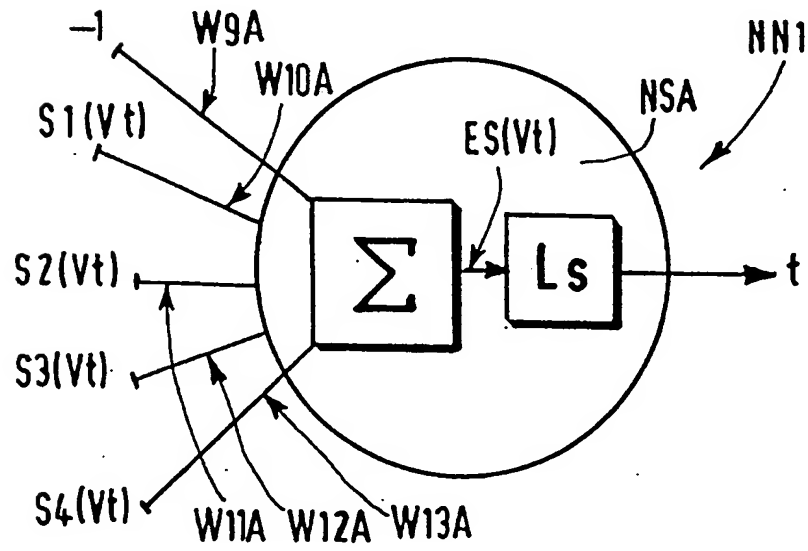 -1
W9A
W10A
NN1
S1(Vt)
NSA
ES(Vt)
S2(Vt)
Σ
Ls
t
S3(Vt)
S4(Vt)
W11A
W12A
W13A